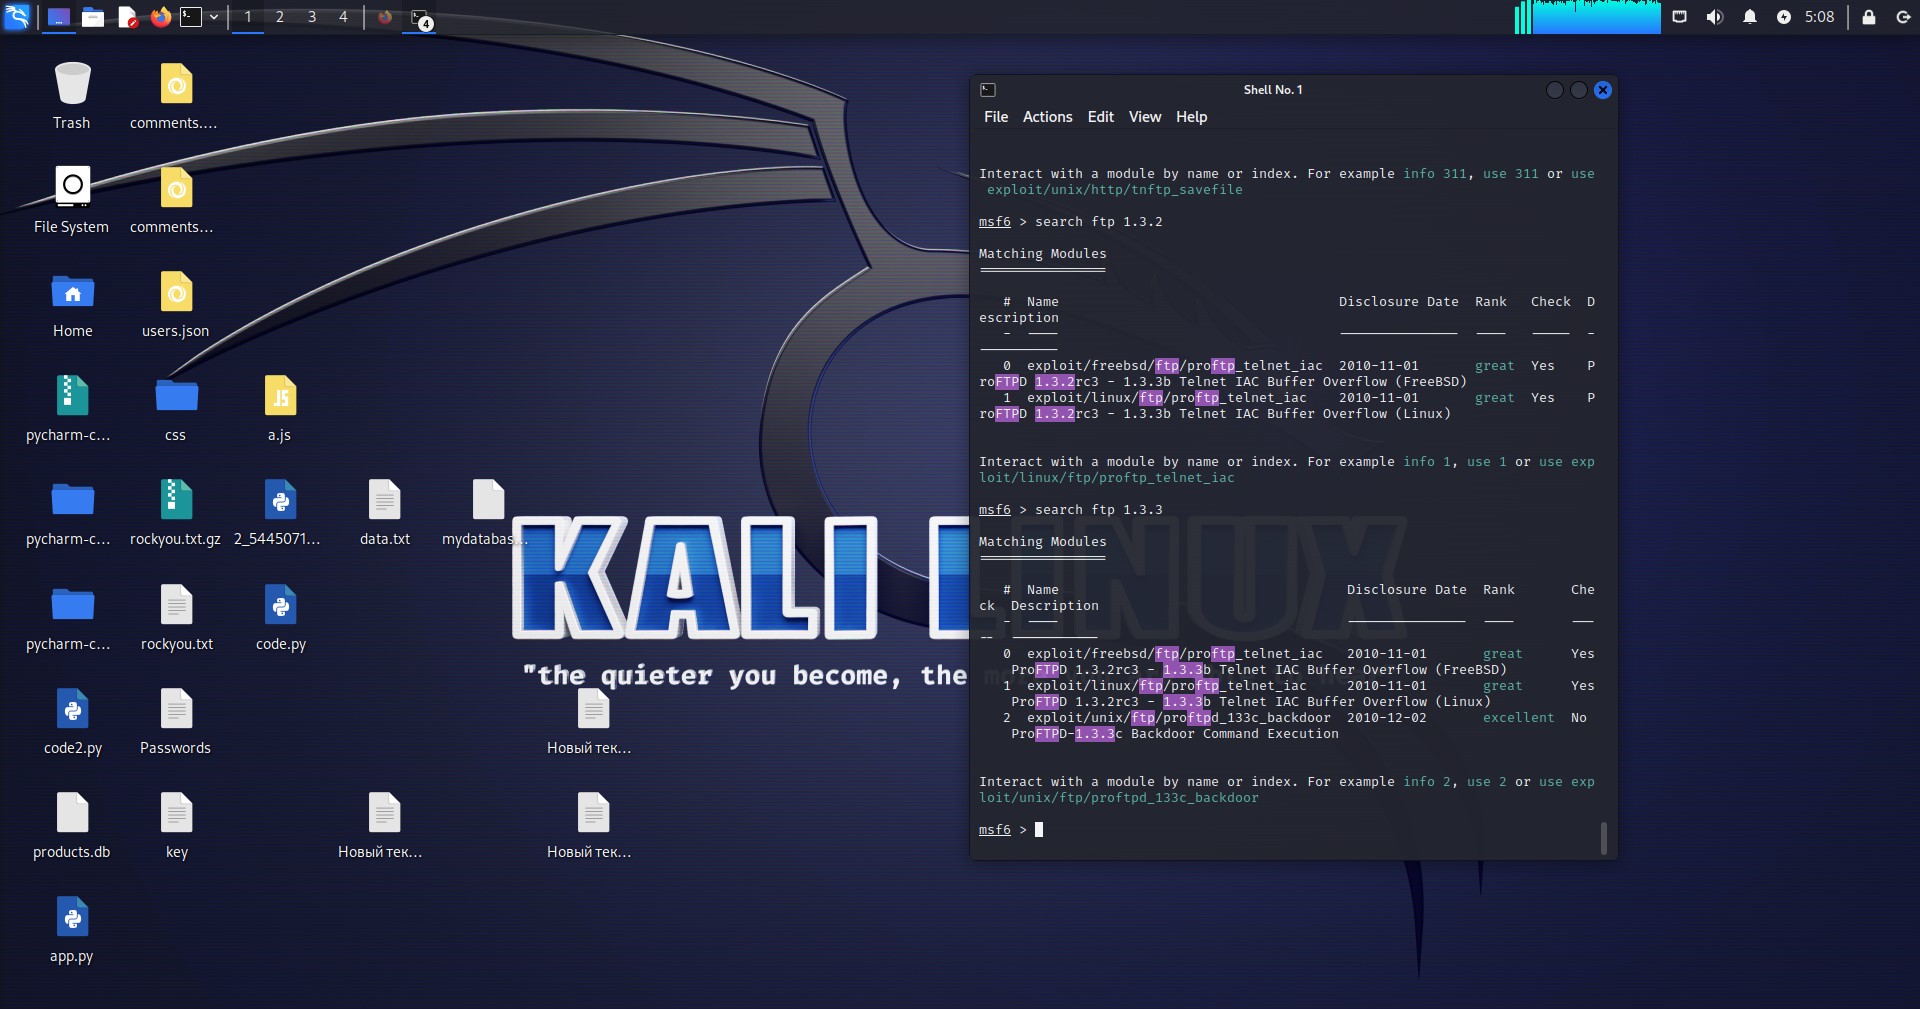 1 2 3 4
4
5:08
Trash
comments....
File System
comments...
Home
users.json
pycharm-c...
css
a.js
JS
pycharm-c...
rockyou.txt.gz
2_5445071...
data.txt
mydatabas...
pycharm-c...
rockyou.txt
code.py
code2.py
Passwords
Новый тек...
products.db
key
Новый тек...
Новый тек...
app.py
KALI LINUX
"the quieter you become, the
Shell No. 1
File Actions Edit View Help
Interact with a module by name or index. For example info 311, use 311 or use
exploit/unix/http/tnftp_savefile
msf6 > search ftp 1.3.2
Matching Modules
================
# Name Disclosure Date Rank Check D
escription
- ---- --------------- ---- ----- -
----------
0 exploit/freebsd/ftp/proftp_telnet_iac 2010-11-01 great Yes P
roFTPD 1.3.2rc3 - 1.3.3b Telnet IAC Buffer Overflow (FreeBSD)
1 exploit/linux/ftp/proftp_telnet_iac 2010-11-01 great Yes P
roFTPD 1.3.2rc3 - 1.3.3b Telnet IAC Buffer Overflow (Linux)
Interact with a module by name or index. For example info 1, use 1 or use exp
loit/linux/ftp/proftp_telnet_iac
msf6 > search ftp 1.3.3
Matching Modules
================
# Name Disclosure Date Rank Che
ck Description
- ---- --------------- ---- ---
-- -----------
0 exploit/freebsd/ftp/proftp_telnet_iac 2010-11-01 great Yes
ProFTPD 1.3.2rc3 - 1.3.3b Telnet IAC Buffer Overflow (FreeBSD)
1 exploit/linux/ftp/proftp_telnet_iac 2010-11-01 great Yes
ProFTPD 1.3.2rc3 - 1.3.3b Telnet IAC Buffer Overflow (Linux)
2 exploit/unix/ftp/proftpd_133c_backdoor 2010-12-02 excellent No
ProFTPD-1.3.3c Backdoor Command Execution
Interact with a module by name or index. For example info 2, use 2 or use exp
loit/unix/ftp/proftpd_133c_backdoor
msf6 >